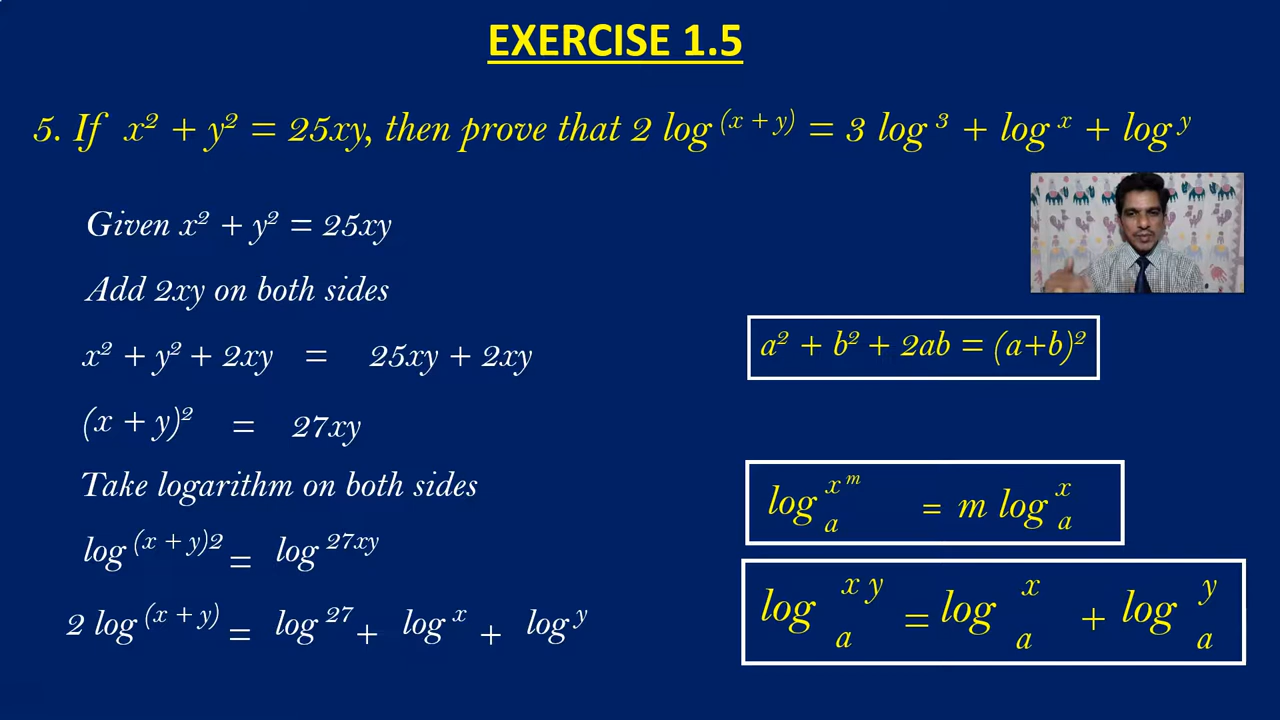 EXERCISE 1.5
5. If x² + y² = 25xy, then prove that 2 log ⁽ˣ ⁺ ʸ⁾ = 3 log ³ + log ˣ + log ʸ
Given x² + y² = 25xy
Add 2xy on both sides
x² + y² + 2xy = 25xy + 2xy
a² + b² + 2ab = (a+b)²
(x + y)² = 27xy
Take logarithm on both sides
log x^m a = m log x a
log (x + y)2 = log 27xy
log x y a = log x a + log y a
2 log (x + y) = log 27 + log x + log y